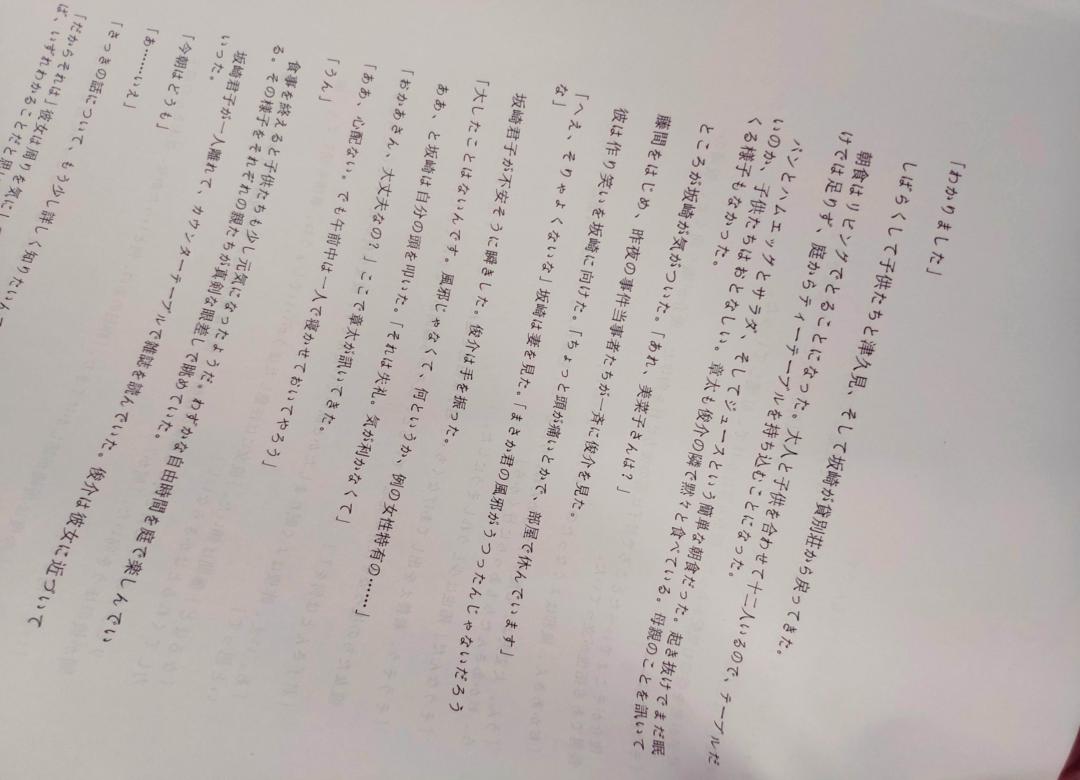 「わかりました」
しばらくして子供たちと津久見、そして坂崎が貸別荘から戻ってきた。
朝食はリビングでとることになった。大人と子供を合わせて十二人いるので、テーブルだ
けでは足りず、庭からティーテーブルを持ち込むことになった。
パンとハムエッグとサラダ、そしてジュースという簡単な朝食だった。起き抜けでまだ眠
いのか、子供たちはおとなしい。章太も俊介の隣で黙々と食べている。母親のことを訊いて
くる様子もなかった。
ところが坂崎が気がついた。「あれ、美菜子さんは？」
藤間をはじめ、昨夜の事件当事者たちが一斉に俊介を見た。
彼は作り笑いを坂崎に向けた。「ちょっと頭が痛いとかで、部屋で休んでいます」
「へえ、そりゃよくないな」坂崎は妻を見た。「まさか君の風邪がうつったんじゃないだろう
な」
坂崎君子が不安そうに瞬きした。俊介は手を振った。
「大したことはないんです。風邪じゃなくて、何というか、例の女性特有の……」
ああ、と坂崎は自分の頭を叩いた。「それは失礼。気が利かなくて」
「おかあさん、大丈夫なの？」ここで章太が訊いてきた。
「ああ、心配ない。でも午前中は一人で寝かせておいてやろう」
「うん」
食事を終えると子供たちも少し元気になったようだ。わずかな自由時間を庭で楽しんでい
る。その様子をそれぞれの親たちが真剣な眼差しで眺めていた。
坂崎君子が一人離れて、カウンターテーブルで雑誌を読んでいた。俊介は彼女に近づいて
いった。
「今朝はどうも」
「あ……いえ」
「さっきの話について、もう少し詳しく知りたいんで
「だからそれは」彼女は周りを気に
ば、いずれわかることだと思